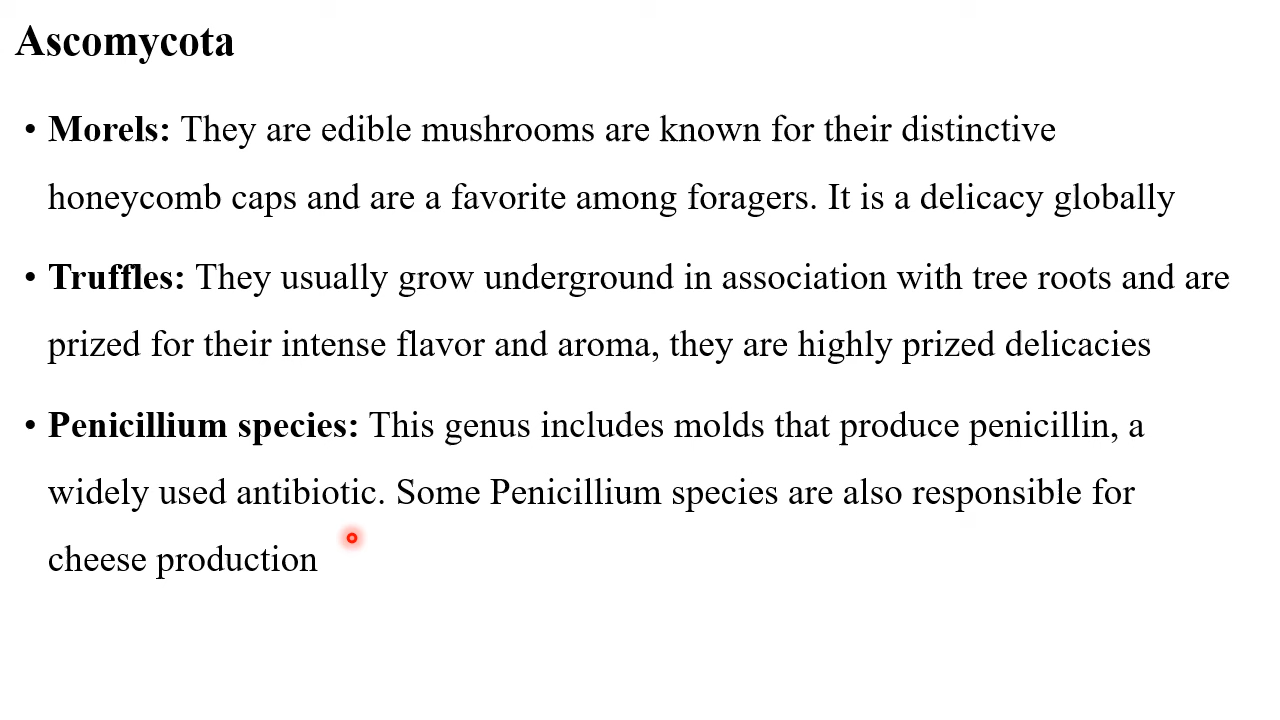 Ascomycota
• Morels: They are edible mushrooms are known for their distinctive
honeycomb caps and are a favorite among foragers. It is a delicacy globally
• Truffles: They usually grow underground in association with tree roots and are
prized for their intense flavor and aroma, they are highly prized delicacies
• Penicillium species: This genus includes molds that produce penicillin, a
widely used antibiotic. Some Penicillium species are also responsible for
cheese production